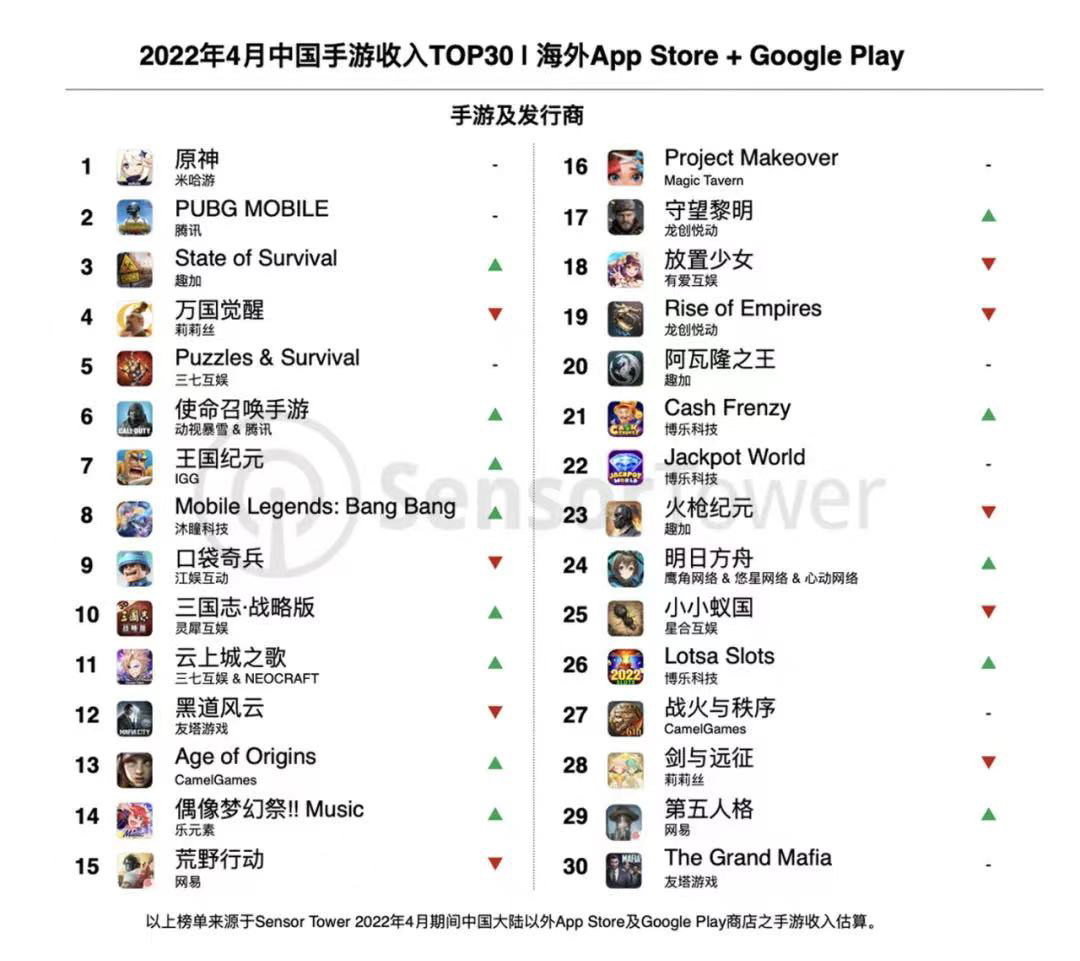 2022年4月中国手游收入TOP30 | 海外App Store + Google Play
手游及发行商
1
原神
-
米哈游
2
PUBG MOBILE
-
腾讯
3
State of Survival
▲
趣加
4
万国觉醒
▼
莉莉丝
5
Puzzles & Survival
-
三七互娱
6
使命召唤手游
▲
动视暴雪 & 腾讯
CALL·DUTY
7
王国纪元
▲
IGG
8
Mobile Legends: Bang Bang
▲
沐瞳科技
9
口袋奇兵
▼
江娱互动
10
三国志·战略版
▲
灵犀互娱
11
云上城之歌
▲
三七互娱 & NEOCRAFT
12
黑道风云
▼
友塔游戏
MAFIA CITY
13
Age of Origins
▲
CamelGames
14
偶像梦幻祭!! Music
▲
乐元素
15
荒野行动
▼
网易
16
Project Makeover
-
Magic Tavern
17
守望黎明
▲
龙创悦动
18
放置少女
▼
有爱互娱
19
Rise of Empires
▼
龙创悦动
20
阿瓦隆之王
-
趣加
21
Cash Frenzy
▲
博乐科技
22
Jackpot World
-
博乐科技
JACKPOT
WORLD
23
火枪纪元
▼
趣加
24
明日方舟
▲
鹰角网络 & 悠星网络 & 心动网络
25
小小蚁国
▼
星合互娱
26
Lotsa Slots
▲
博乐科技
2022
SLOTS
27
战火与秩序
-
CamelGames
28
剑与远征
▼
莉莉丝
29
第五人格
▲
网易
30
The Grand Mafia
-
友塔游戏
MAFIA
SensorTower
以上榜单来源于Sensor Tower 2022年4月期间中国大陆以外App Store及Google Play商店之手游收入估算。